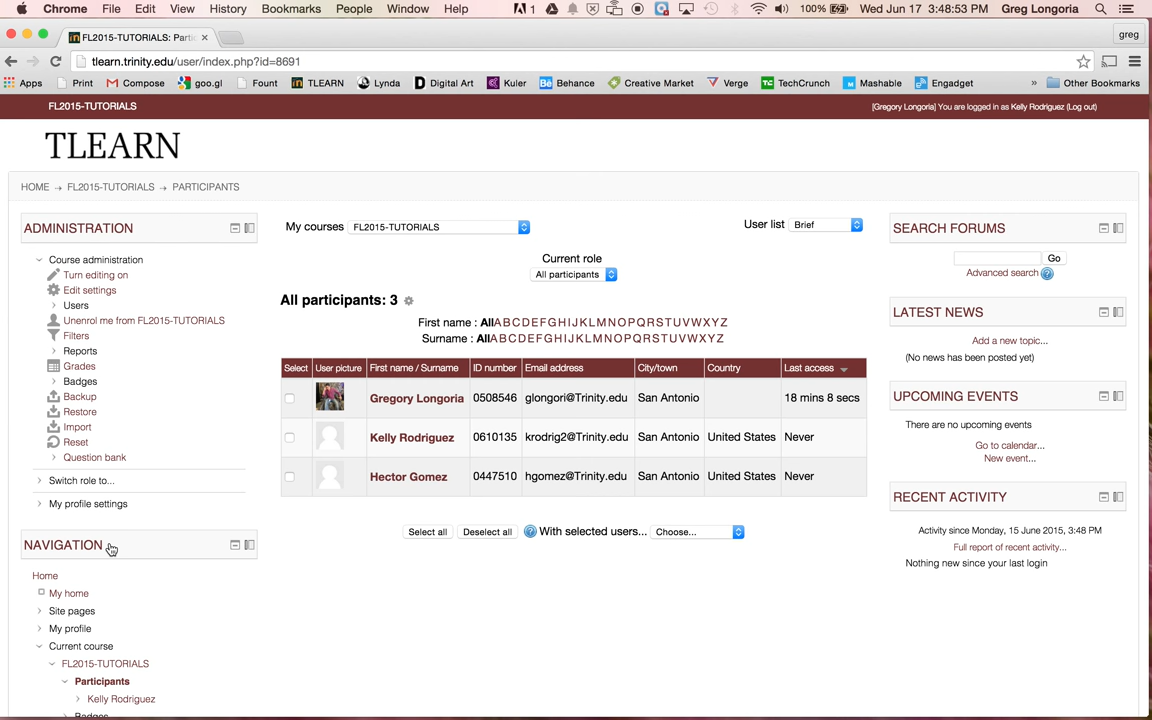 Chrome File Edit View History Bookmarks People Window Help 1 100% Wed Jun 17 3:48:53 PM Greg Longoria
FL2015-TUTORIALS: Parti greg
tlearn.trinity.edu/user/index.php?id=8691
Apps Print Compose goo.gl Fount TLEARN Lynda Digital Art Kuler Behance Creative Market Verge TechCrunch Mashable Engadget » Other Bookmarks
FL2015-TUTORIALS [Gregory Longoria] You are logged in as Kelly Rodriguez (Log out)
TLEARN
HOME → FL2015-TUTORIALS → PARTICIPANTS
ADMINISTRATION
Course administration
Turn editing on
Edit settings
Users
Unenrol me from FL2015-TUTORIALS
Filters
Reports
Grades
Badges
Backup
Restore
Import
Reset
Question bank
Switch role to...
My profile settings
NAVIGATION
Home
My home
Site pages
My profile
Current course
FL2015-TUTORIALS
Participants
Kelly Rodriguez
Badges
My courses FL2015-TUTORIALS User list Brief
Current role
All participants
All participants: 3
First name : All A B C D E F G H I J K L M N O P Q R S T U V W X Y Z
Surname : All A B C D E F G H I J K L M N O P Q R S T U V W X Y Z
Select User picture First name / Surname ID number Email address City/town Country Last access
Gregory Longoria 0508546 glongori@Trinity.edu San Antonio 18 mins 8 secs
Kelly Rodriguez 0610135 krodrig2@Trinity.edu San Antonio United States Never
Hector Gomez 0447510 hgomez@Trinity.edu San Antonio United States Never
Select all Deselect all ? With selected users... Choose...
SEARCH FORUMS
Go
Advanced search ?
LATEST NEWS
Add a new topic...
(No news has been posted yet)
UPCOMING EVENTS
There are no upcoming events
Go to calendar...
New event...
RECENT ACTIVITY
Activity since Monday, 15 June 2015, 3:48 PM
Full report of recent activity...
Nothing new since your last login